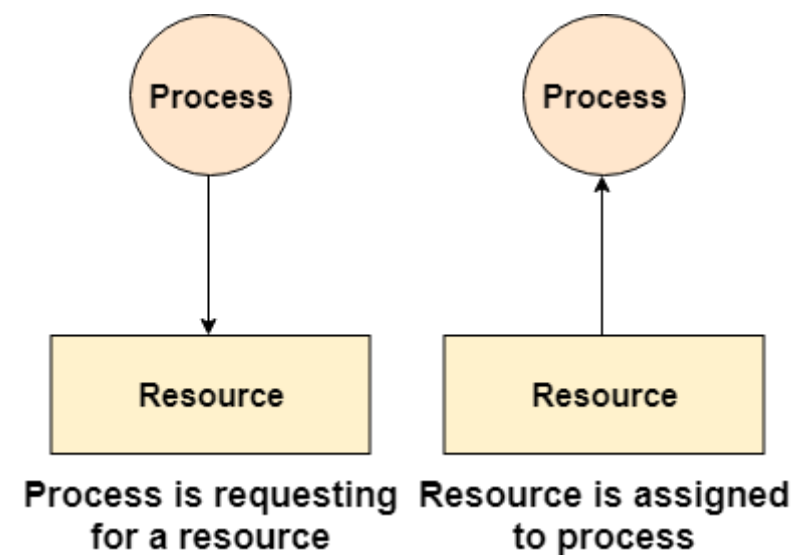 Process
Process
Resource
Resource
Process is requesting
for a resource
Resource is assigned
to process